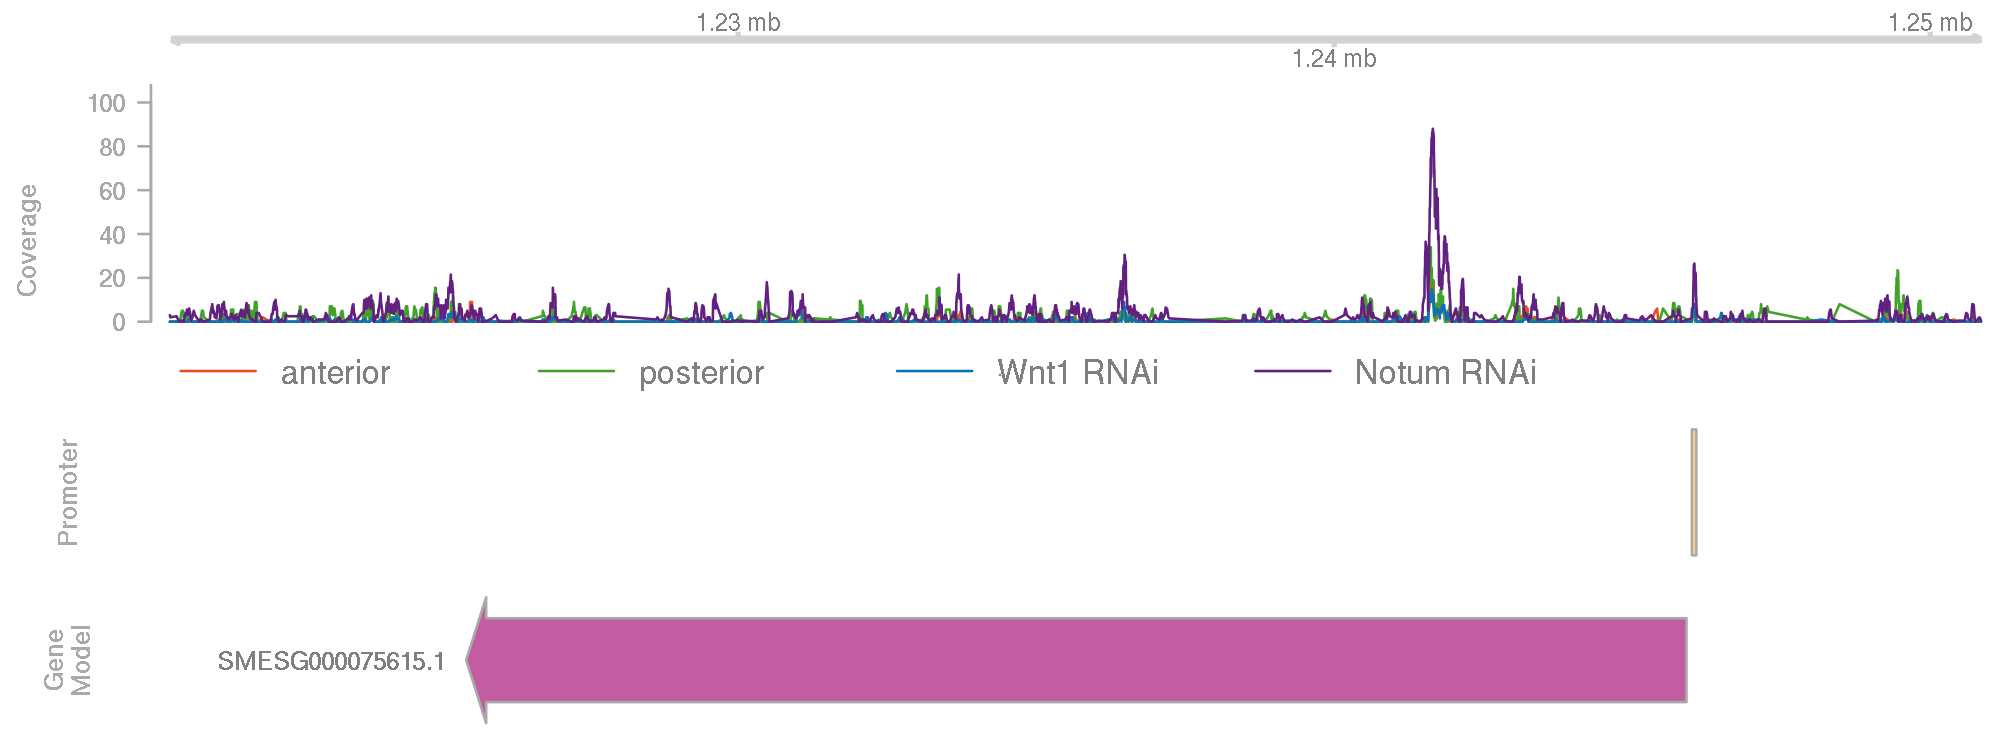 1.23 mb
1.25 mb
1.24 mb
Coverage
100
80
60
40
20
0
anterior
posterior
Wnt1 RNAi
Notum RNAi
Promoter
Gene
Model
SMESG000075615.1